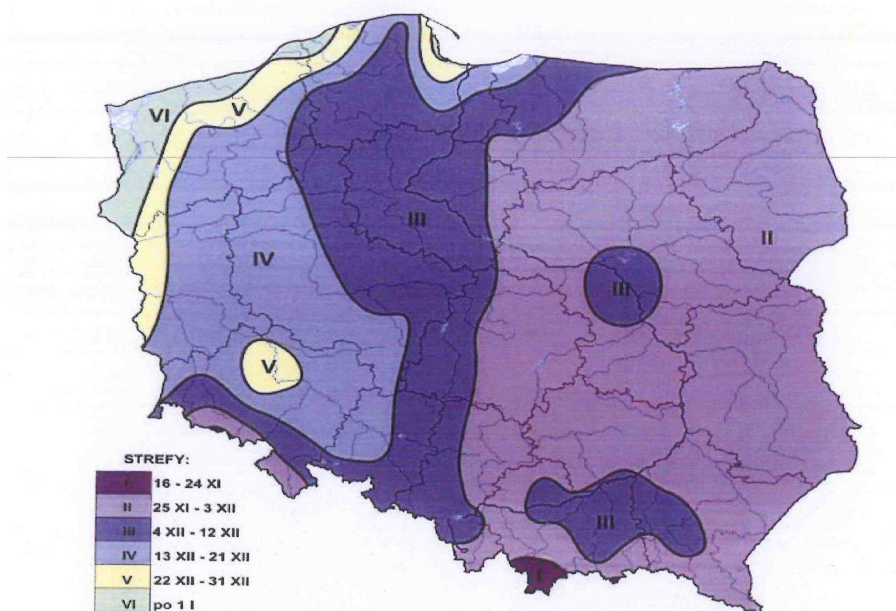 VI
V
III
II
IV
III
V
III
I
STREFY:
I 16 - 24 XI
II 25 XI - 3 XII
III 4 XII - 12 XII
IV 13 XII - 21 XII
V 22 XII - 31 XII
VI po 1 I